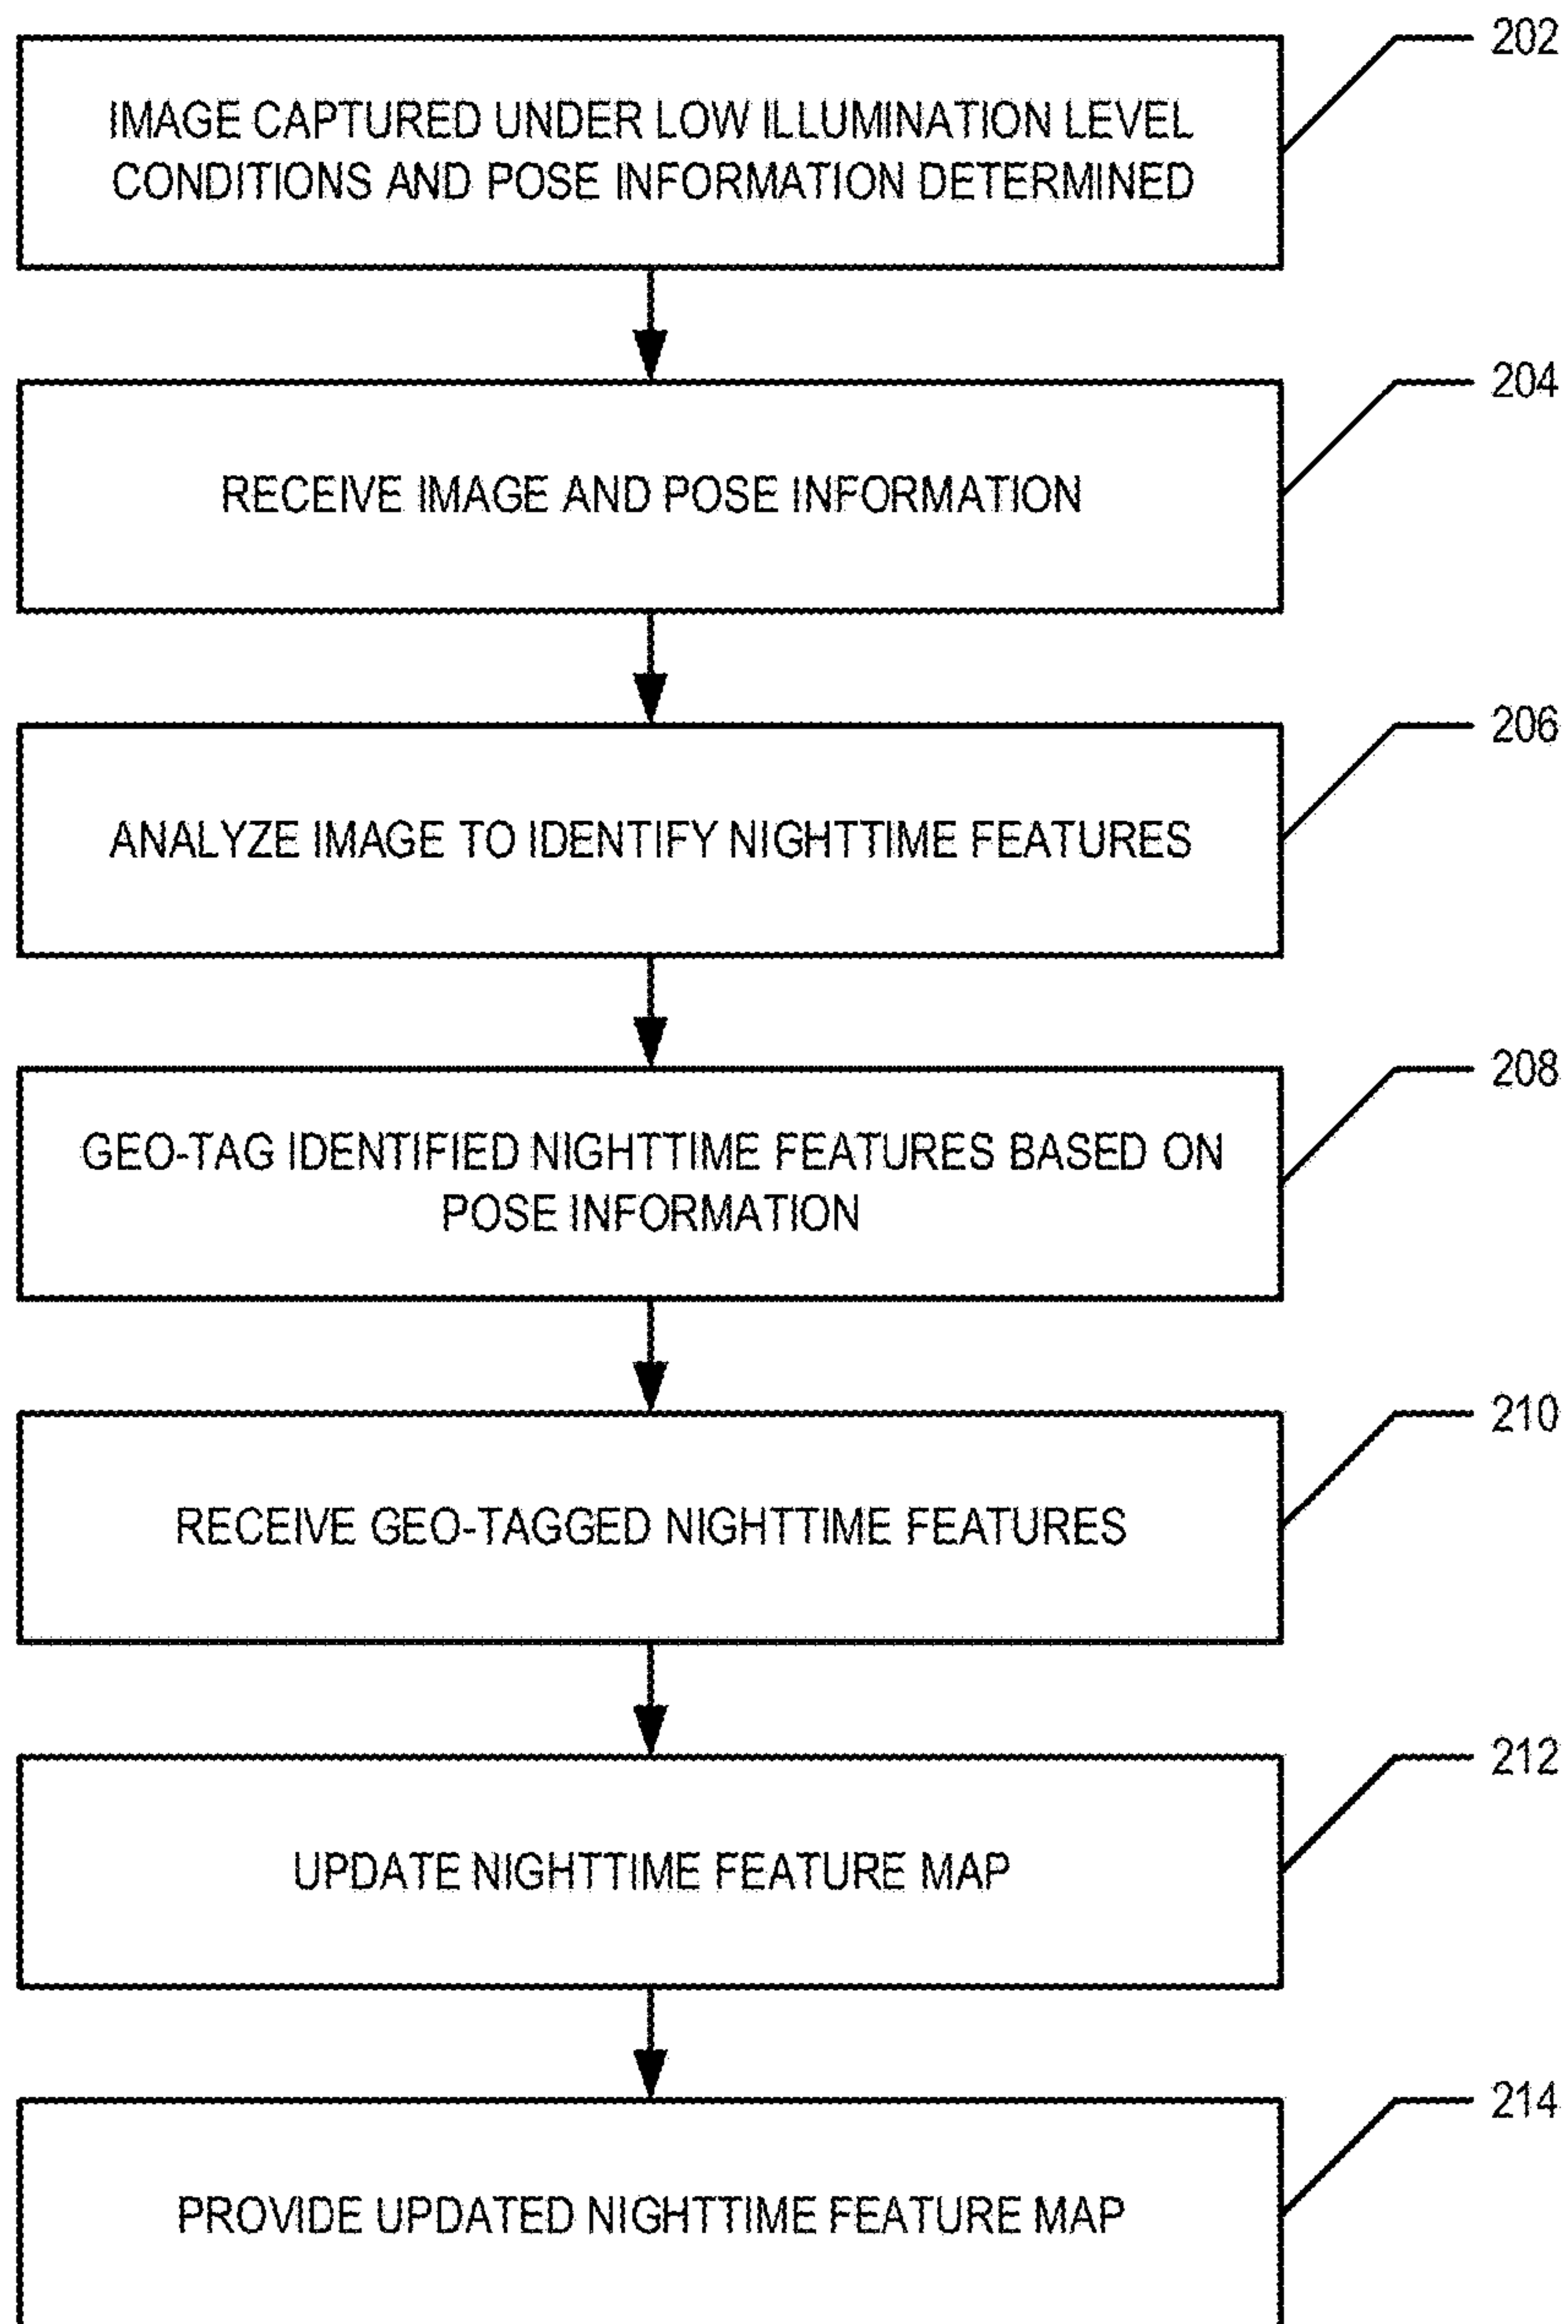 202
IMAGE CAPTURED UNDER LOW ILLUMINATION LEVEL
CONDITIONS AND POSE INFORMATION DETERMINED
204
RECEIVE IMAGE AND POSE INFORMATION
206
ANALYZE IMAGE TO IDENTIFY NIGHTTIME FEATURES
208
GEO-TAG IDENTIFIED NIGHTTIME FEATURES BASED ON
POSE INFORMATION
210
RECEIVE GEO-TAGGED NIGHTTIME FEATURES
212
UPDATE NIGHTTIME FEATURE MAP
214
PROVIDE UPDATED NIGHTTIME FEATURE MAP